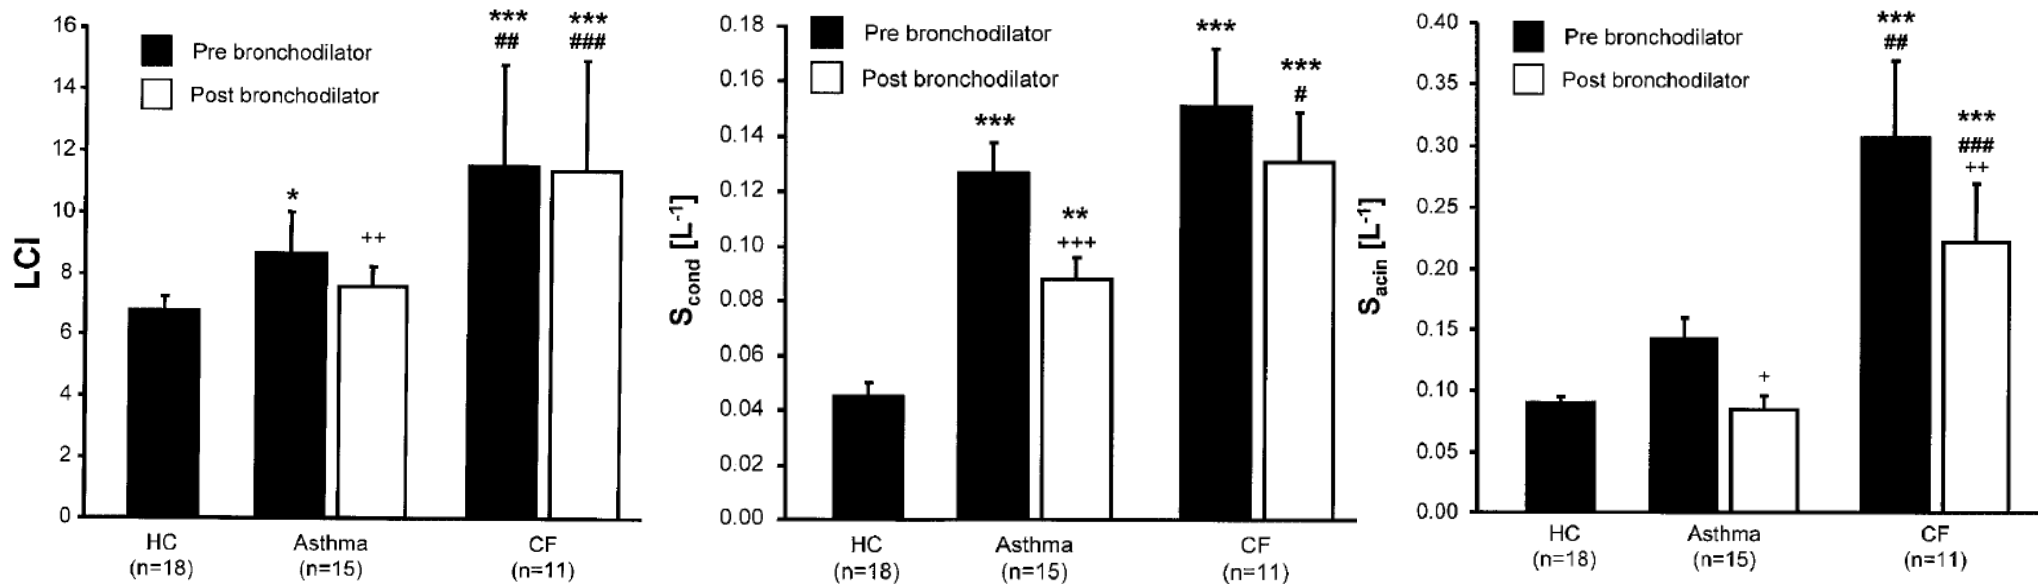 16
14
12
10
8
6
4
2
0
LCI
Pre bronchodilator
Post bronchodilator
*
++
***
##
***
###
HC
(n=18)
Asthma
(n=15)
CF
(n=11)
0.18
0.16
0.14
0.12
0.10
0.08
0.06
0.04
0.02
0.00
Scond [L-1]
Pre bronchodilator
Post bronchodilator
***
**
+++
***
***
#
HC
(n=18)
Asthma
(n=15)
CF
(n=11)
0.40
0.35
0.30
0.25
0.20
0.15
0.10
0.05
0.00
Sacin [L-1]
Pre bronchodilator
Post bronchodilator
+
***
##
***
###
++
HC
(n=18)
Asthma
(n=15)
CF
(n=11)